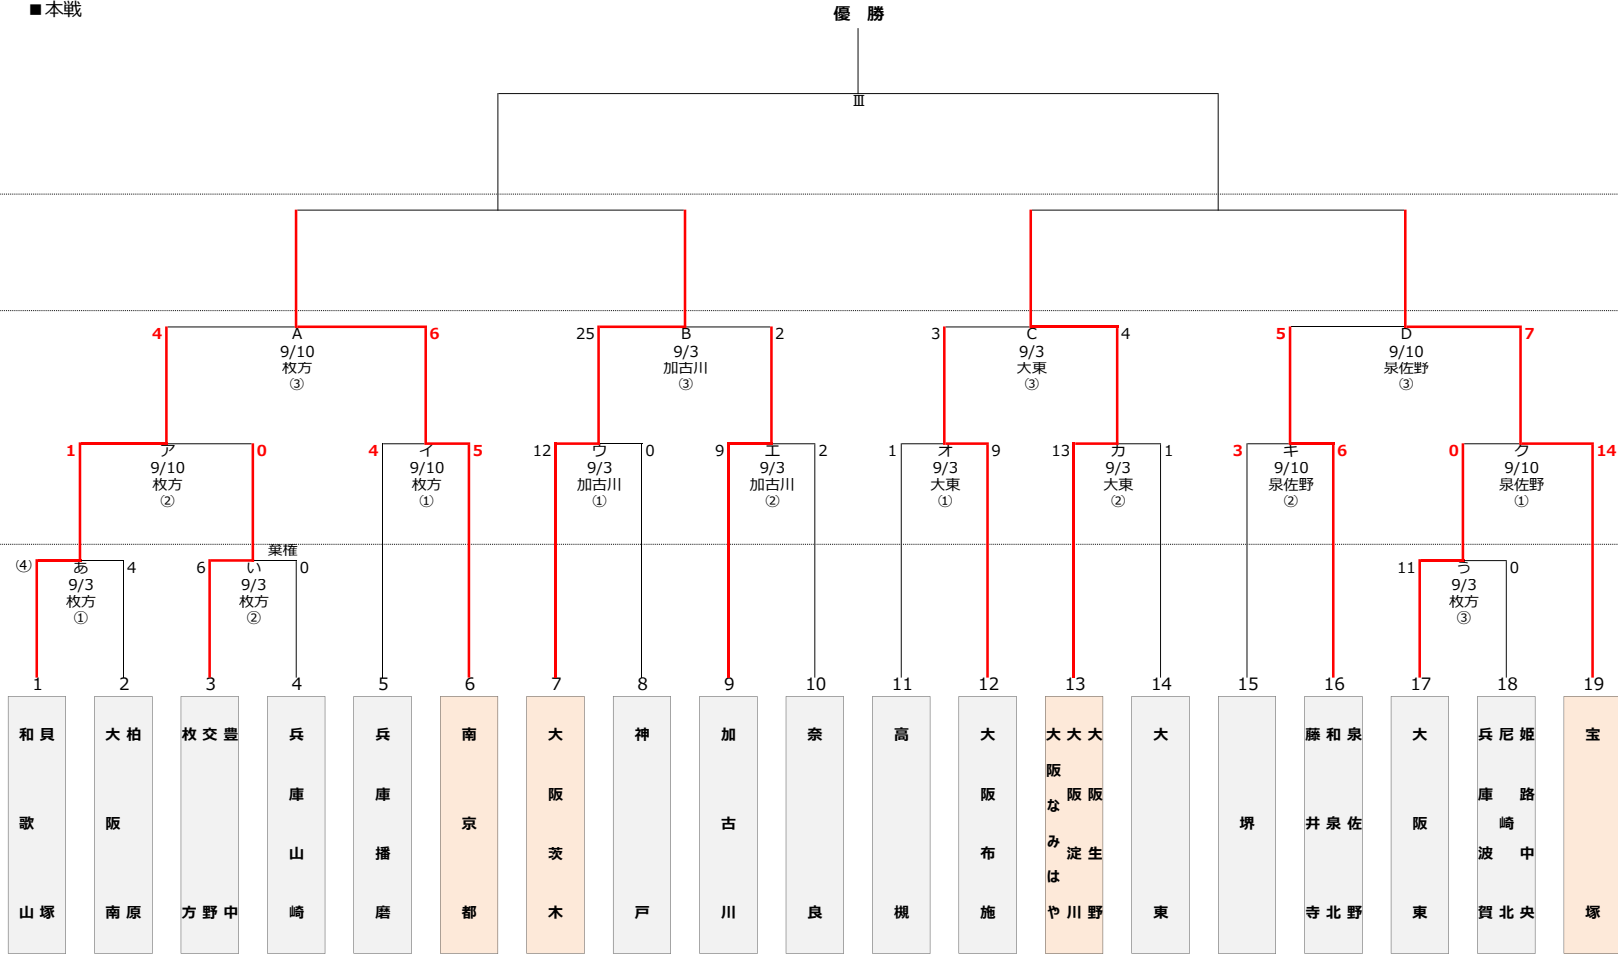 ■本戦
優　勝
Ⅲ
4
A
6
25
B
2
3
C
4
5
D
7
9/10
枚方
③
9/3
加古川
③
9/3
大東
③
9/10
泉佐野
③
1
ア
0
4
イ
5
12
ウ
0
9
エ
2
1
オ
9
13
カ
1
3
キ
6
0
ク
14
9/10
枚方
②
9/10
枚方
①
9/3
加古川
①
9/3
加古川
②
9/3
大東
①
9/3
大東
②
9/10
泉佐野
②
9/10
泉佐野
①
棄権
④
あ
4
6
い
0
11
う
0
9/3
枚方
①
9/3
枚方
②
9/3
枚方
③
1
2
3
4
5
6
7
8
9
10
11
12
13
14
15
16
17
18
19
貝塚
和歌山
柏原
大阪南
豊中
交野
枚方
兵庫山崎
兵庫播磨
南京都
大阪茨木
神戸
加古川
奈良
高槻
大阪布施
大阪生野
大阪淀川
大阪なみはや
大東
堺
泉佐野
和泉北
藤井寺
大阪東
姫路中央
尼崎北
兵庫波賀
宝塚